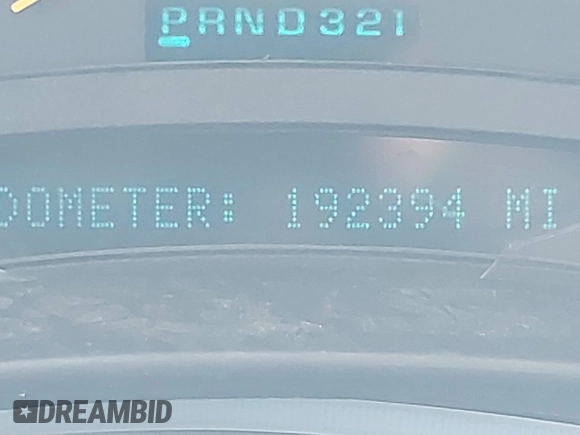 PRND321
DOMETER: 192394 MI
DREAMBID